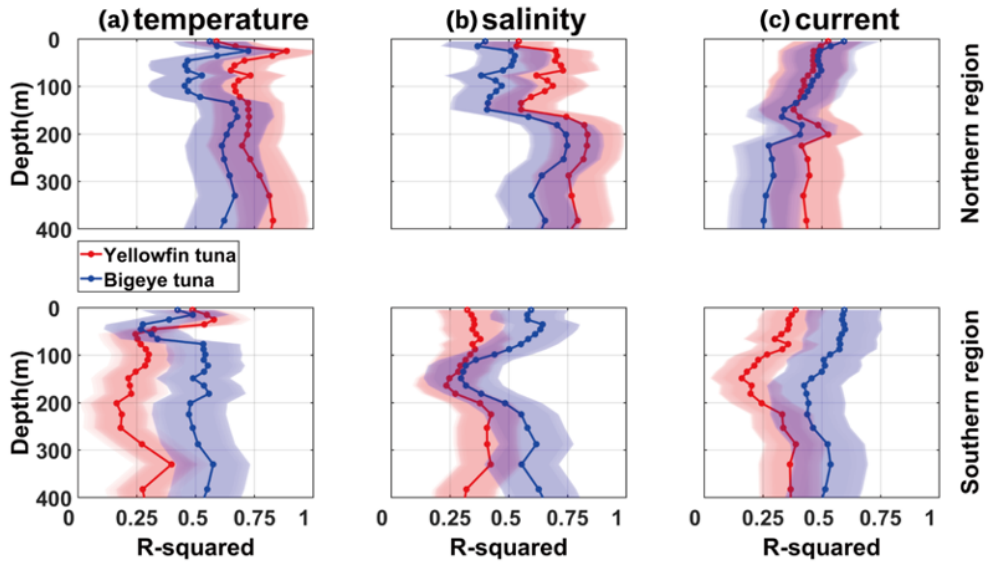 (a) temperature
(b) salinity
(c) current
0
100
200
300
400
Depth(m)
Northern region
Yellowfin tuna
Bigeye tuna
0
100
200
300
400
Depth(m)
Southern region
0 0.25 0.5 0.75 1
0 0.25 0.5 0.75 1
0 0.25 0.5 0.75 1
R-squared
R-squared
R-squared